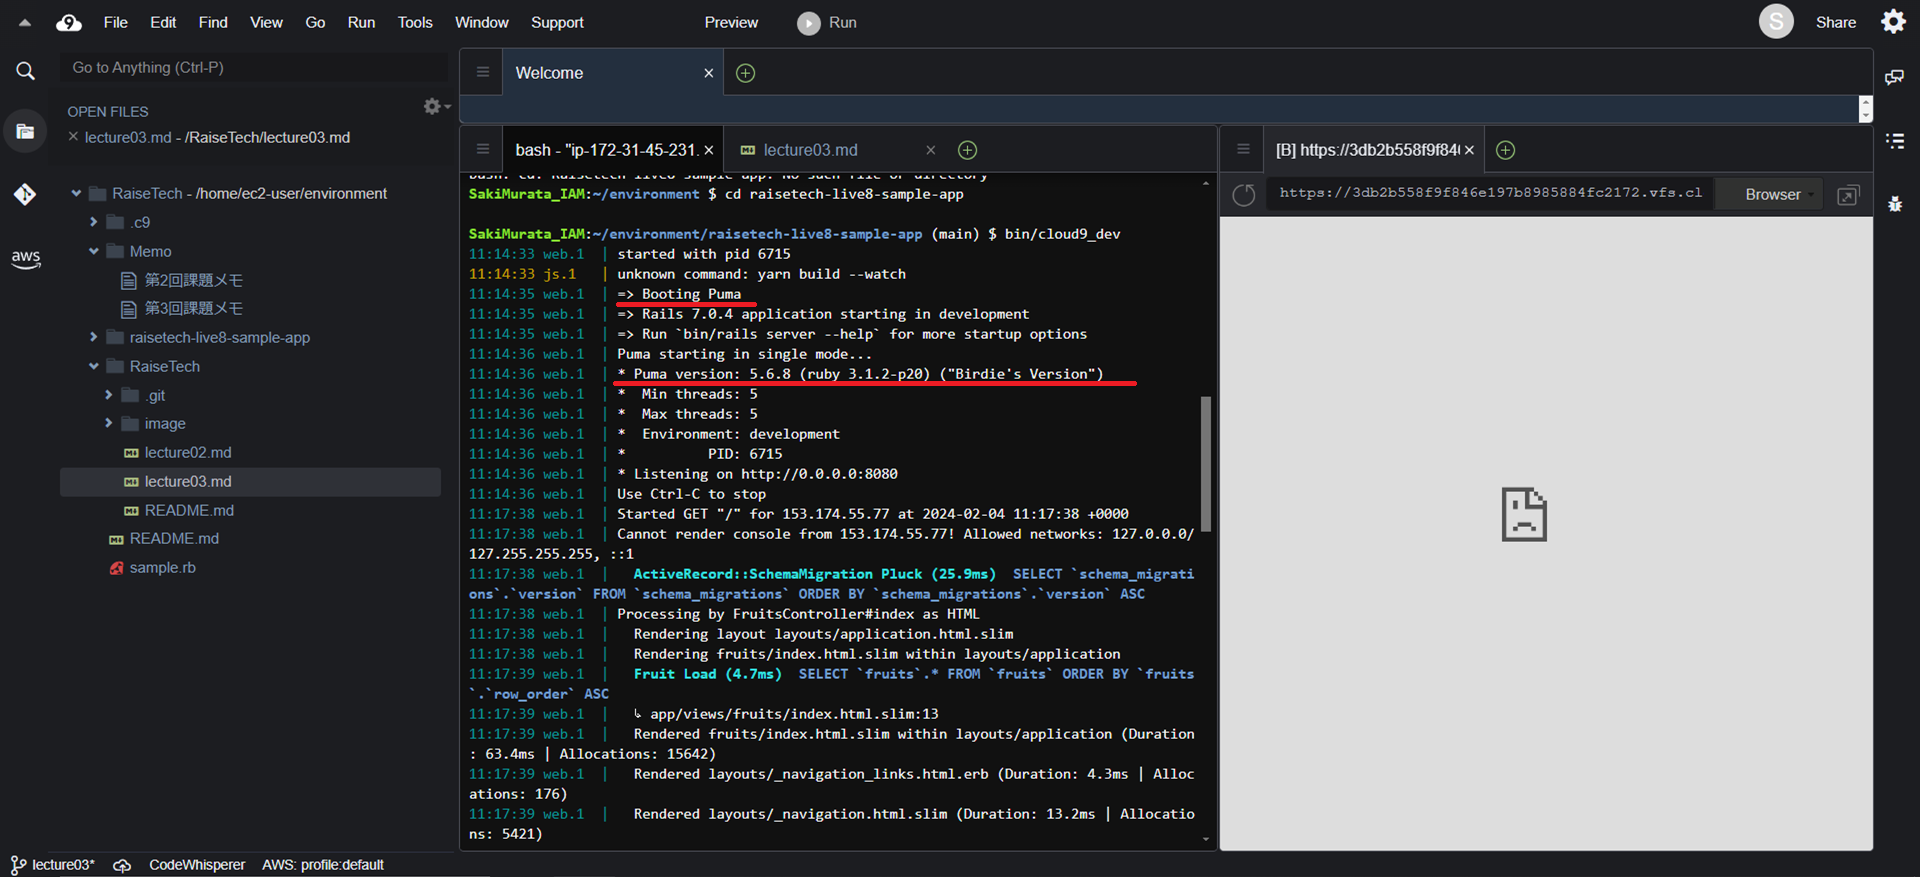 File Edit Find View Go Run Tools Window Support Preview Run S Share
Go to Anything (Ctrl-P)
OPEN FILES
lecture03.md - /RaiseTech/lecture03.md
RaiseTech - /home/ec2-user/environment
.c9
Memo
第2回課題メモ
第3回課題メモ
raisetech-live8-sample-app
RaiseTech
.git
image
lecture02.md
lecture03.md
README.md
README.md
sample.rb
aws
Welcome
bash - "ip-172-31-45-231.
lecture03.md
SakiMurata_IAM:~/environment $ cd raisetech-live8-sample-app
SakiMurata_IAM:~/environment/raisetech-live8-sample-app (main) $ bin/cloud9_dev
11:14:33 web.1  | started with pid 6715
11:14:33 js.1   | unknown command: yarn build --watch
11:14:35 web.1  | => Booting Puma
11:14:35 web.1  | => Rails 7.0.4 application starting in development
11:14:35 web.1  | => Run `bin/rails server --help` for more startup options
11:14:36 web.1  | Puma starting in single mode...
11:14:36 web.1  | * Puma version: 5.6.8 (ruby 3.1.2-p20) ("Birdie's Version")
11:14:36 web.1  | *  Min threads: 5
11:14:36 web.1  | *  Max threads: 5
11:14:36 web.1  | *  Environment: development
11:14:36 web.1  | *          PID: 6715
11:14:36 web.1  | * Listening on http://0.0.0.0:8080
11:14:36 web.1  | Use Ctrl-C to stop
11:17:38 web.1  | Started GET "/" for 153.174.55.77 at 2024-02-04 11:17:38 +0000
11:17:38 web.1  | Cannot render console from 153.174.55.77! Allowed networks: 127.0.0.0/
127.255.255.255, ::1
11:17:38 web.1  |   ActiveRecord::SchemaMigration Pluck (25.9ms)  SELECT `schema_migrati
ons`.`version` FROM `schema_migrations` ORDER BY `schema_migrations`.`version` ASC
11:17:38 web.1  | Processing by FruitsController#index as HTML
11:17:38 web.1  |   Rendering layout layouts/application.html.slim
11:17:38 web.1  |   Rendering fruits/index.html.slim within layouts/application
11:17:39 web.1  |   Fruit Load (4.7ms)  SELECT `fruits`.* FROM `fruits` ORDER BY `fruits
`.`row_order` ASC
11:17:39 web.1  |   ↳ app/views/fruits/index.html.slim:13
11:17:39 web.1  |   Rendered fruits/index.html.slim within layouts/application (Duration
: 63.4ms | Allocations: 15642)
11:17:39 web.1  |   Rendered layouts/_navigation_links.html.erb (Duration: 4.3ms | Alloc
ations: 176)
11:17:39 web.1  |   Rendered layouts/_navigation.html.slim (Duration: 13.2ms | Allocatio
ns: 5421)
[B] https://3db2b558f9f84
https://3db2b558f9f846e197b8985884fc2172.vfs.cl
Browser
lecture03* CodeWhisperer AWS: profile:default